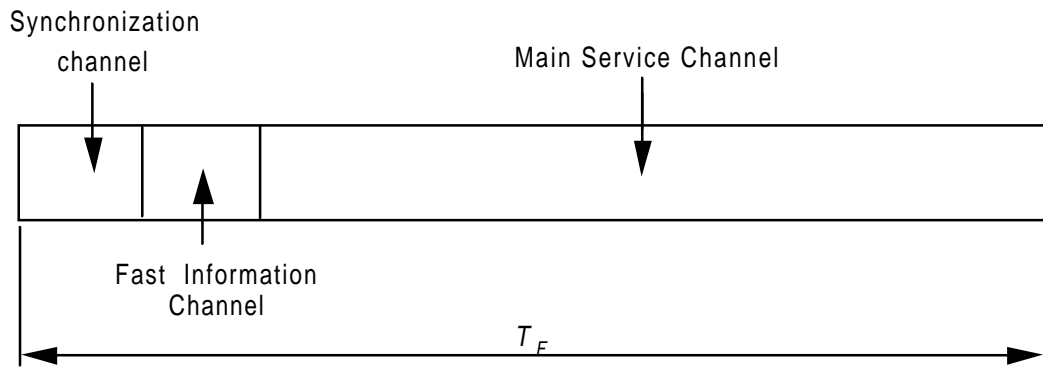 Synchronization
channel
Main Service Channel
Fast Information
Channel
T F